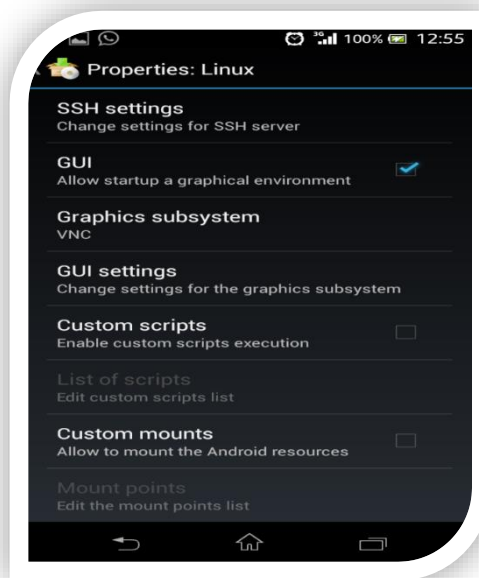 3G 100% 12:55
Properties: Linux
SSH settings
Change settings for SSH server
GUI
Allow startup a graphical environment
Graphics subsystem
VNC
GUI settings
Change settings for the graphics subsystem
Custom scripts
Enable custom scripts execution
List of scripts
Edit custom scripts list
Custom mounts
Allow to mount the Android resources
Mount points
Edit the mount points list